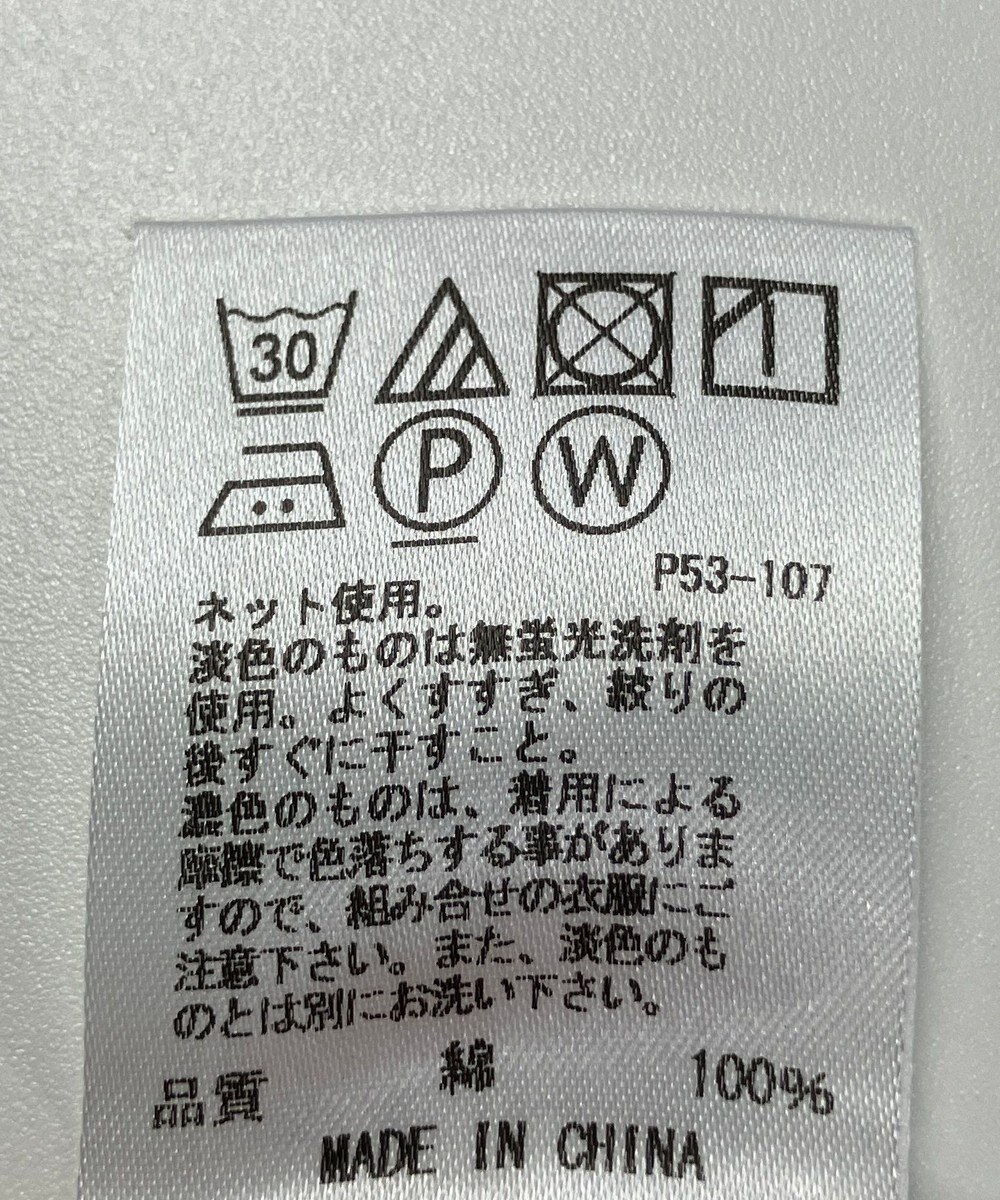 30
P
W
P53-107
ネット使用。
淡色のものは無蛍光洗剤を
使用。よくすすぎ、絞りの
後すぐに干すこと。
濃色のものは、着用による
摩擦で色落ちする事がありま
すので、組み合せの衣服にご
注意下さい。また、淡色のも
のとは別にお洗い下さい。
品質 綿 100%
MADE IN CHINA